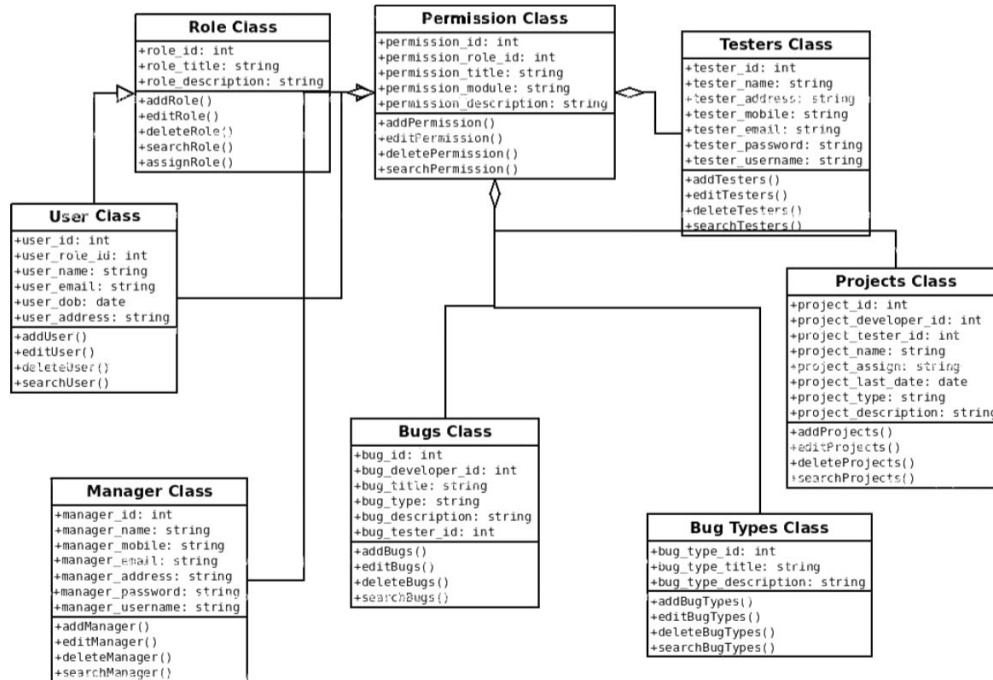 Role Class
+role_id: int
+role_title: string
+role_description: string
+addRole()
+editRole()
+deleteRole()
+searchRole()
+assignRole()
Permission Class
+permission_id: int
+permission_role_id: int
+permission_title: string
+permission_module: string
+permission_description: string
+addPermission()
+editPermission()
+deletePermission()
+searchPermission()
Testers Class
+tester_id: int
+tester_name: string
+tester_address: string
+tester_mobile: string
+tester_email: string
+tester_password: string
+tester_username: string
+addTesters()
+editTesters()
+deleteTesters()
+searchTesters()
User Class
+user_id: int
+user_role_id: int
+user_name: string
+user_email: string
+user_dob: date
+user_address: string
+addUser()
+editUser()
+deleteUser()
+searchUser()
Projects Class
+project_id: int
+project_developer_id: int
+project_tester_id: int
+project_name: string
+project_assign: string
+project_last_date: date
+project_type: string
+project_description: string
+addProjects()
+editProjects()
+deleteProjects()
+searchProjects()
Bugs Class
+bug_id: int
+bug_developer_id: int
+bug_title: string
+bug_type: string
+bug_description: string
+bug_tester_id: int
+addBugs()
+editBugs()
+deleteBugs()
+searchBugs()
Manager Class
+manager_id: int
+manager_name: string
+manager_mobile: string
+manager_email: string
+manager_address: string
+manager_password: string
+manager_username: string
+addManager()
+editManager()
+deleteManager()
+searchManager()
Bug Types Class
+bug_type_id: int
+bug_type_title: string
+bug_type_description: string
+addBugTypes()
+editBugTypes()
+deleteBugTypes()
+searchBugTypes()